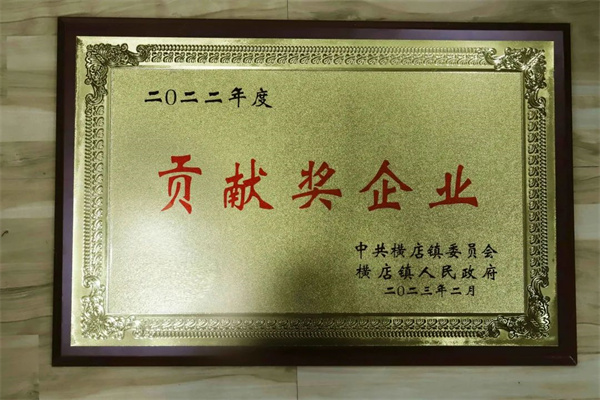 二〇二二年度
贡献奖企业
中共横店镇委员会
横店镇人民政府
二〇二三年二月